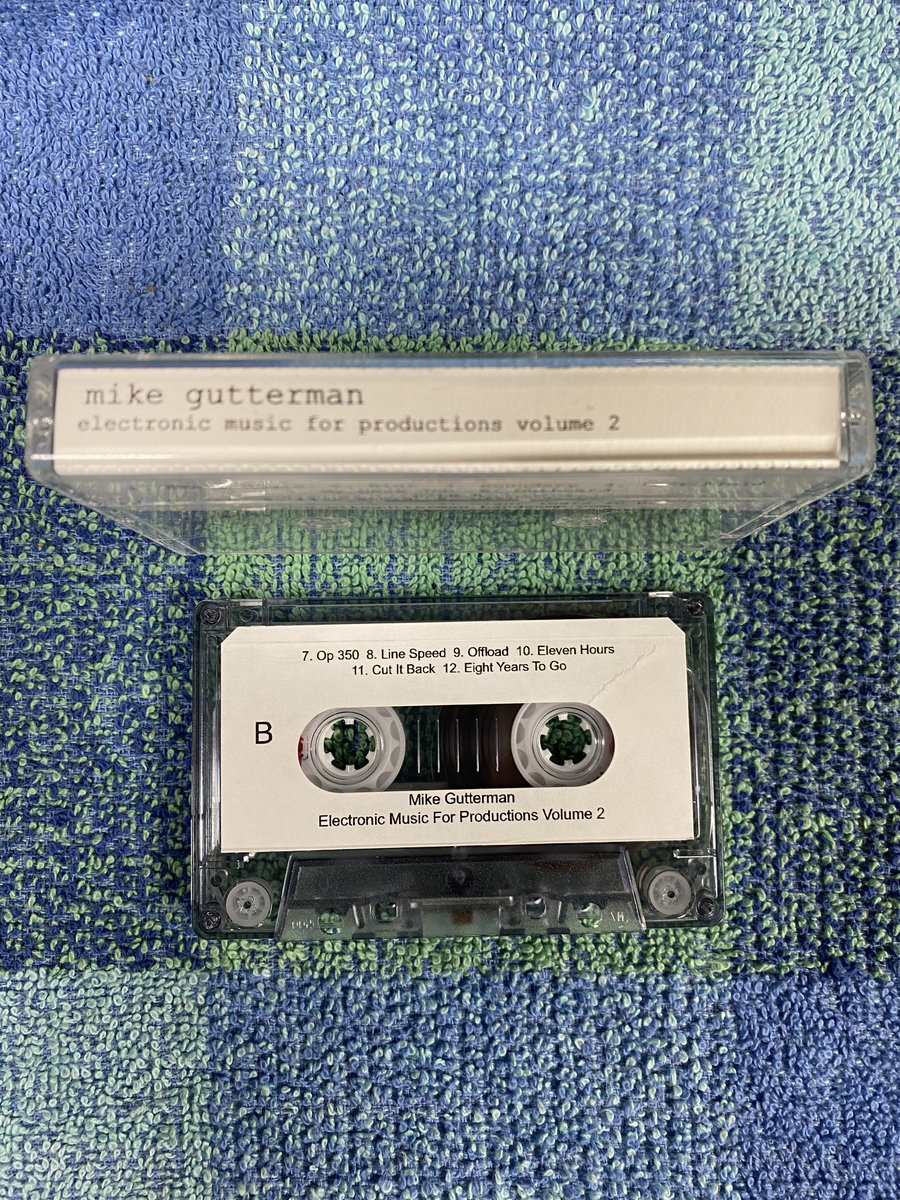 mike gutterman
electronic music for productions volume 2
7. Op 350 8. Line Speed 9. Offload 10. Eleven Hours
11. Cut It Back 12. Eight Years To Go
B
Mike Gutterman
Electronic Music For Productions Volume 2